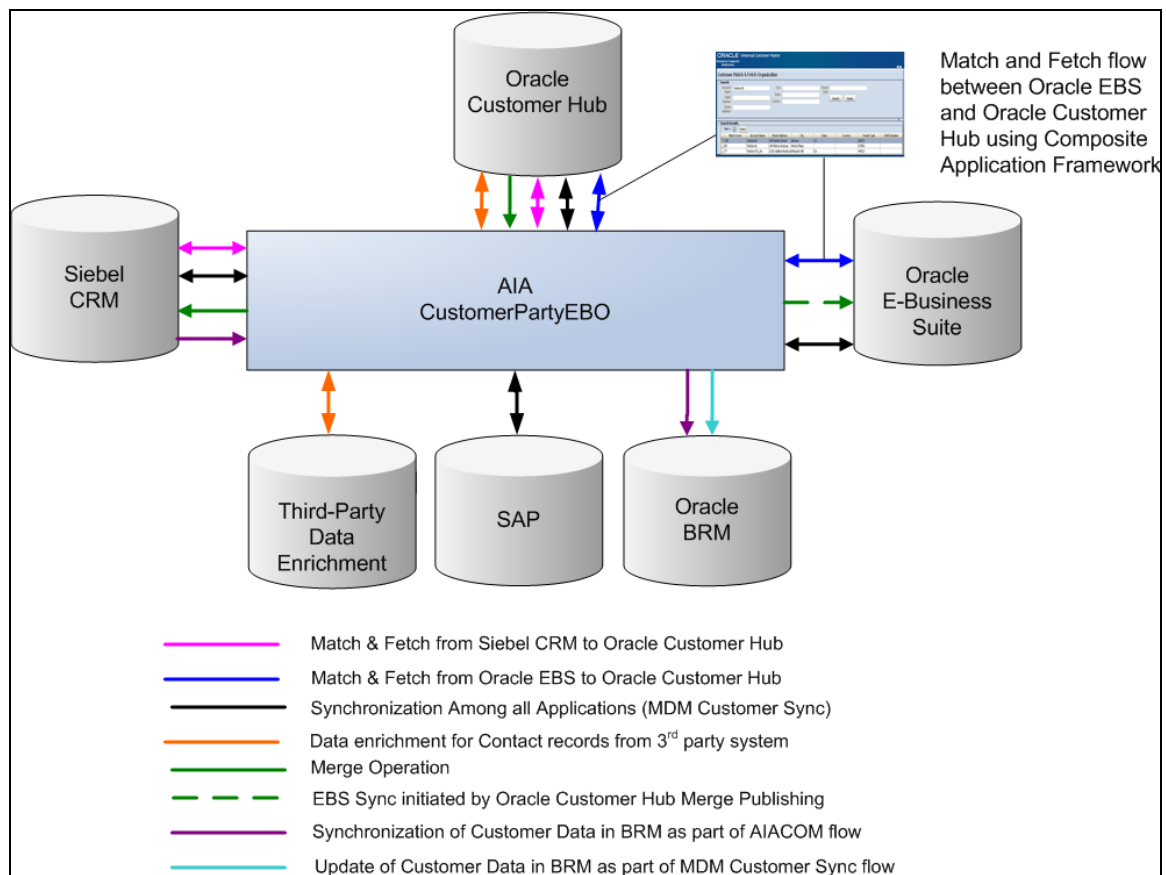 Oracle
Customer Hub
ORACLE
Customer Match & Fetch Organization
Match and Fetch flow
between Oracle EBS
and Oracle Customer
Hub using Composite
Application Framework
Siebel
CRM
AIA
CustomerPartyEBO
Oracle
E-Business
Suite
Third-Party
Data
Enrichment
SAP
Oracle
BRM
Match & Fetch from Siebel CRM to Oracle Customer Hub
Match & Fetch from Oracle EBS to Oracle Customer Hub
Synchronization Among all Applications (MDM Customer Sync)
Data enrichment for Contact records from 3rd party system
Merge Operation
EBS Sync initiated by Oracle Customer Hub Merge Publishing
Synchronization of Customer Data in BRM as part of AIACOM flow
Update of Customer Data in BRM as part of MDM Customer Sync flow